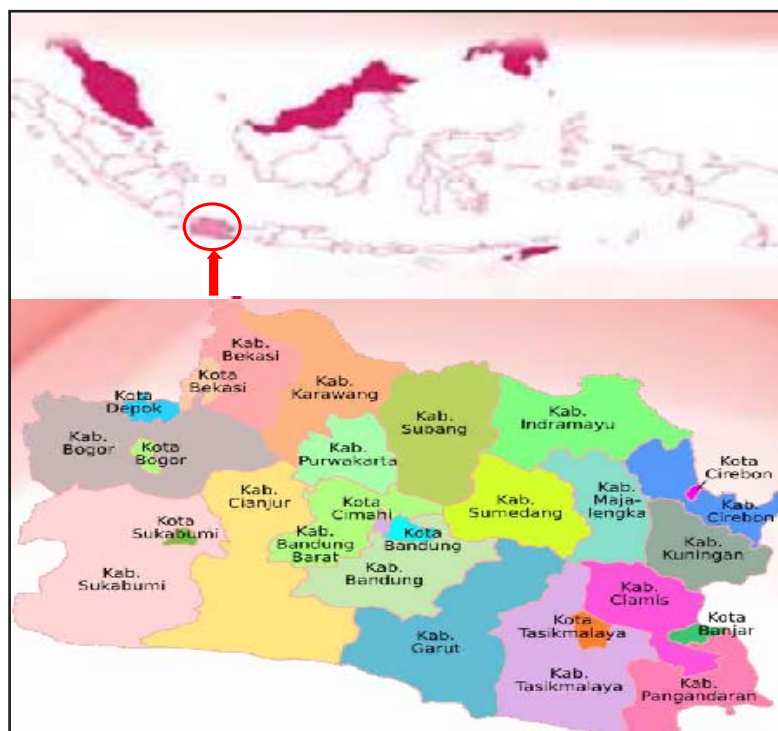 Kab.
Bekasi
Kota
Bekasi
Kab.
Karawang
Kota
Depok
Kab.
Bogor
Kota
Bogor
Kab.
Purwakarta
Kab.
Subang
Kab.
Indramayu
Kota
Cirebon
Kab.
Cirebon
Kab.
Cianjur
Kota
Cimahi
Kab.
Sumedang
Kab.
Maja-
lengka
Kota
Sukabumi
Kab.
Bandung
Barat
Kota
Bandung
Kab.
Kuningan
Kab.
Sukabumi
Kab.
Bandung
Kab.
Ciamis
Kab.
Garut
Kota
Tasikmalaya
Kota
Banjar
Kab.
Tasikmalaya
Kab.
Pangandaran